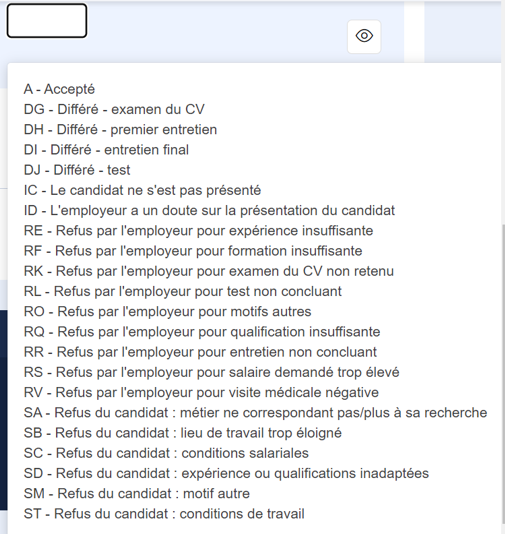 A - Accepté
DG - Différé - examen du CV
DH - Différé - premier entretien
DI - Différé - entretien final
DJ - Différé - test
IC - Le candidat ne s'est pas présenté
ID - L'employeur a un doute sur la présentation du candidat
RE - Refus par l'employeur pour expérience insuffisante
RF - Refus par l'employeur pour formation insuffisante
RK - Refus par l'employeur pour examen du CV non retenu
RL - Refus par l'employeur pour test non concluant
RO - Refus par l'employeur pour motifs autres
RQ - Refus par l'employeur pour qualification insuffisante
RR - Refus par l'employeur pour entretien non concluant
RS - Refus par l'employeur pour salaire demandé trop élevé
RV - Refus par l'employeur pour visite médicale négative
SA - Refus du candidat : métier ne correspondant pas/plus à sa recherche
SB - Refus du candidat : lieu de travail trop éloigné
SC - Refus du candidat : conditions salariales
SD - Refus du candidat : expérience ou qualifications inadaptées
SM - Refus du candidat : motif autre
ST - Refus du candidat : conditions de travail